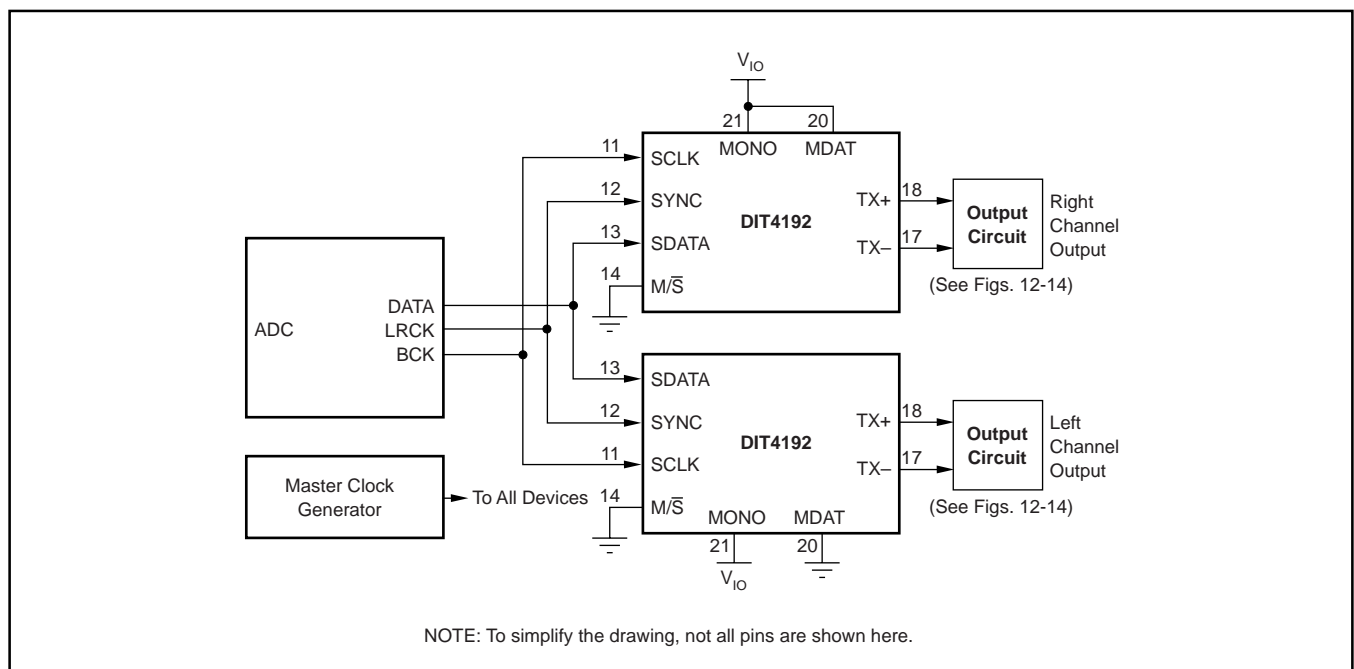 V_IO
21 20
MONO MDAT
11 SCLK
12 SYNC
13 SDATA
14 M/S̅
DIT4192
TX+ 18
TX– 17
Output
Circuit
Right
Channel
Output
(See Figs. 12-14)
ADC
DATA
LRCK
BCK
13 SDATA
12 SYNC
11 SCLK
14 M/S̅
DIT4192
TX+ 18
TX– 17
Output
Circuit
Left
Channel
Output
(See Figs. 12-14)
MONO MDAT
21 20
V_IO
Master Clock
Generator
To All Devices
NOTE: To simplify the drawing, not all pins are shown here.